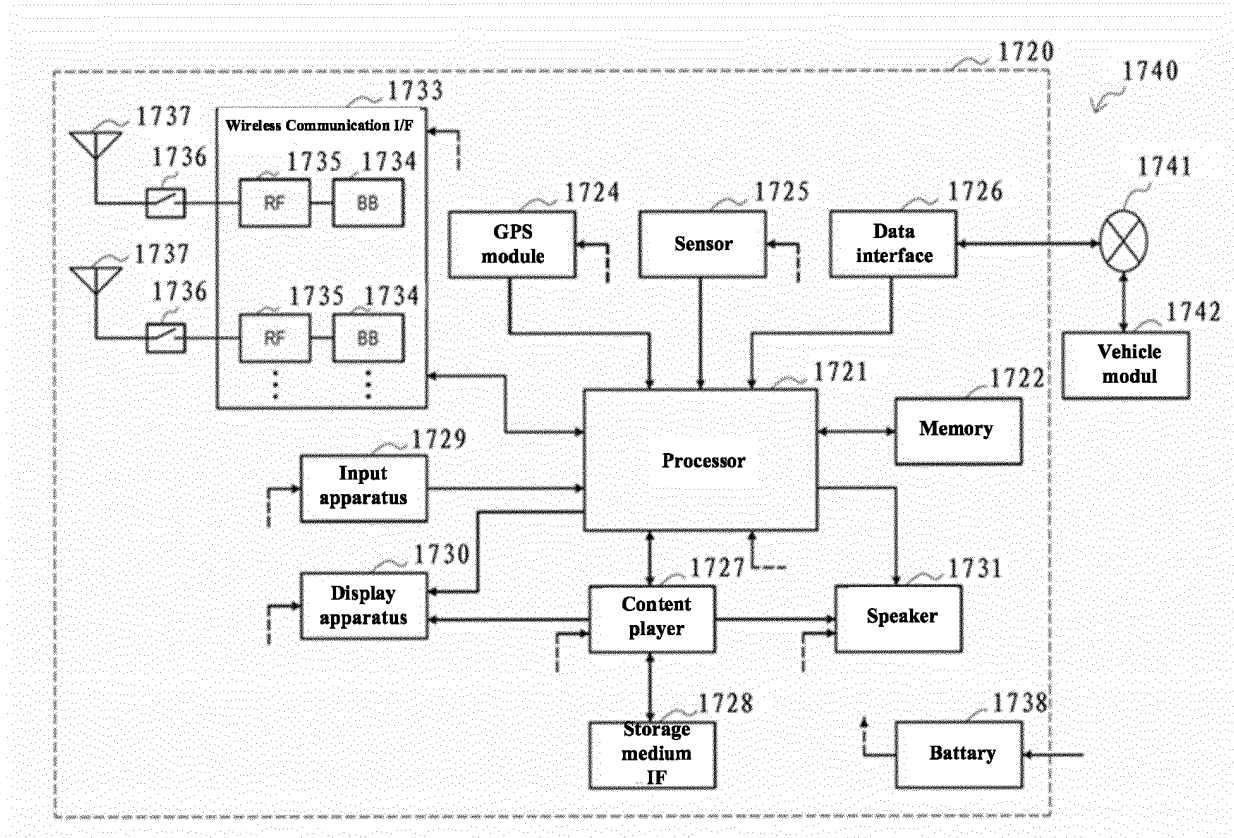 1720
1740
1733
1737
Wireless Communication I/F
1736
1735
1734
RF
BB
1724
1725
1726
1741
GPS
module
Sensor
Data
interface
1737
1736
1735
1734
RF
BB
1742
Vehicle
modul
1721
1722
Processor
Memory
1729
Input
apparatus
1730
Display
apparatus
1727
Content
player
1731
Speaker
1728
Storage
medium
IF
1738
Battary